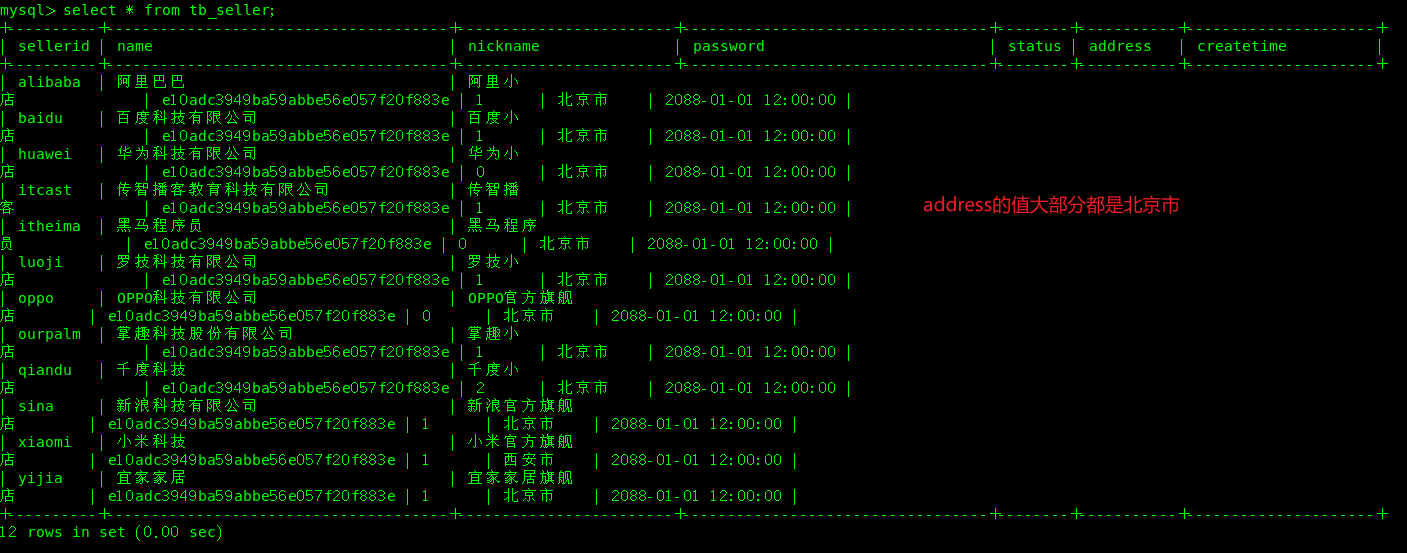 mysql> select * from tb_seller;
+----------+---------------------------------------+-------------------------+-----------------------------------+---------+-----------+----------------------+
| sellerid | name | nickname | password | status | address | createtime |
+----------+---------------------------------------+-------------------------+-----------------------------------+---------+-----------+----------------------+
| alibaba | 阿里巴巴 | 阿里小
店 | e10adc3949ba59abbe56e057f20f883e | 1 | 北京市 | 2088-01-01 12:00:00 |
| baidu | 百度科技有限公司 | 百度小
店 | e10adc3949ba59abbe56e057f20f883e | 1 | 北京市 | 2088-01-01 12:00:00 |
| huawei | 华为科技有限公司 | 华为小
店 | e10adc3949ba59abbe56e057f20f883e | 0 | 北京市 | 2088-01-01 12:00:00 |
| itcast | 传智播客教育科技有限公司 | 传智播
客 | e10adc3949ba59abbe56e057f20f883e | 1 | 北京市 | 2088-01-01 12:00:00 |
address的值大部分都是北京市
| itheima | 黑马程序员 | 黑马程序
员 | e10adc3949ba59abbe56e057f20f883e | 0 | 北京市 | 2088-01-01 12:00:00 |
| luoji | 罗技科技有限公司 | 罗技小
店 | e10adc3949ba59abbe56e057f20f883e | 1 | 北京市 | 2088-01-01 12:00:00 |
| oppo | OPPO科技有限公司 | OPPO官方旗舰
店 | e10adc3949ba59abbe56e057f20f883e | 0 | 北京市 | 2088-01-01 12:00:00 |
| ourpalm | 掌趣科技股份有限公司 | 掌趣小
店 | e10adc3949ba59abbe56e057f20f883e | 1 | 北京市 | 2088-01-01 12:00:00 |
| qiandu | 千度科技 | 千度小
店 | e10adc3949ba59abbe56e057f20f883e | 2 | 北京市 | 2088-01-01 12:00:00 |
| sina | 新浪科技有限公司 | 新浪官方旗舰
店 | e10adc3949ba59abbe56e057f20f883e | 1 | 北京市 | 2088-01-01 12:00:00 |
| xiaomi | 小米科技 | 小米官方旗舰
店 | e10adc3949ba59abbe56e057f20f883e | 1 | 西安市 | 2088-01-01 12:00:00 |
| yijia | 宜家家居 | 宜家家居旗舰
店 | e10adc3949ba59abbe56e057f20f883e | 1 | 北京市 | 2088-01-01 12:00:00 |
+----------+---------------------------------------+-------------------------+-----------------------------------+---------+-----------+----------------------+
12 rows in set (0.00 sec)